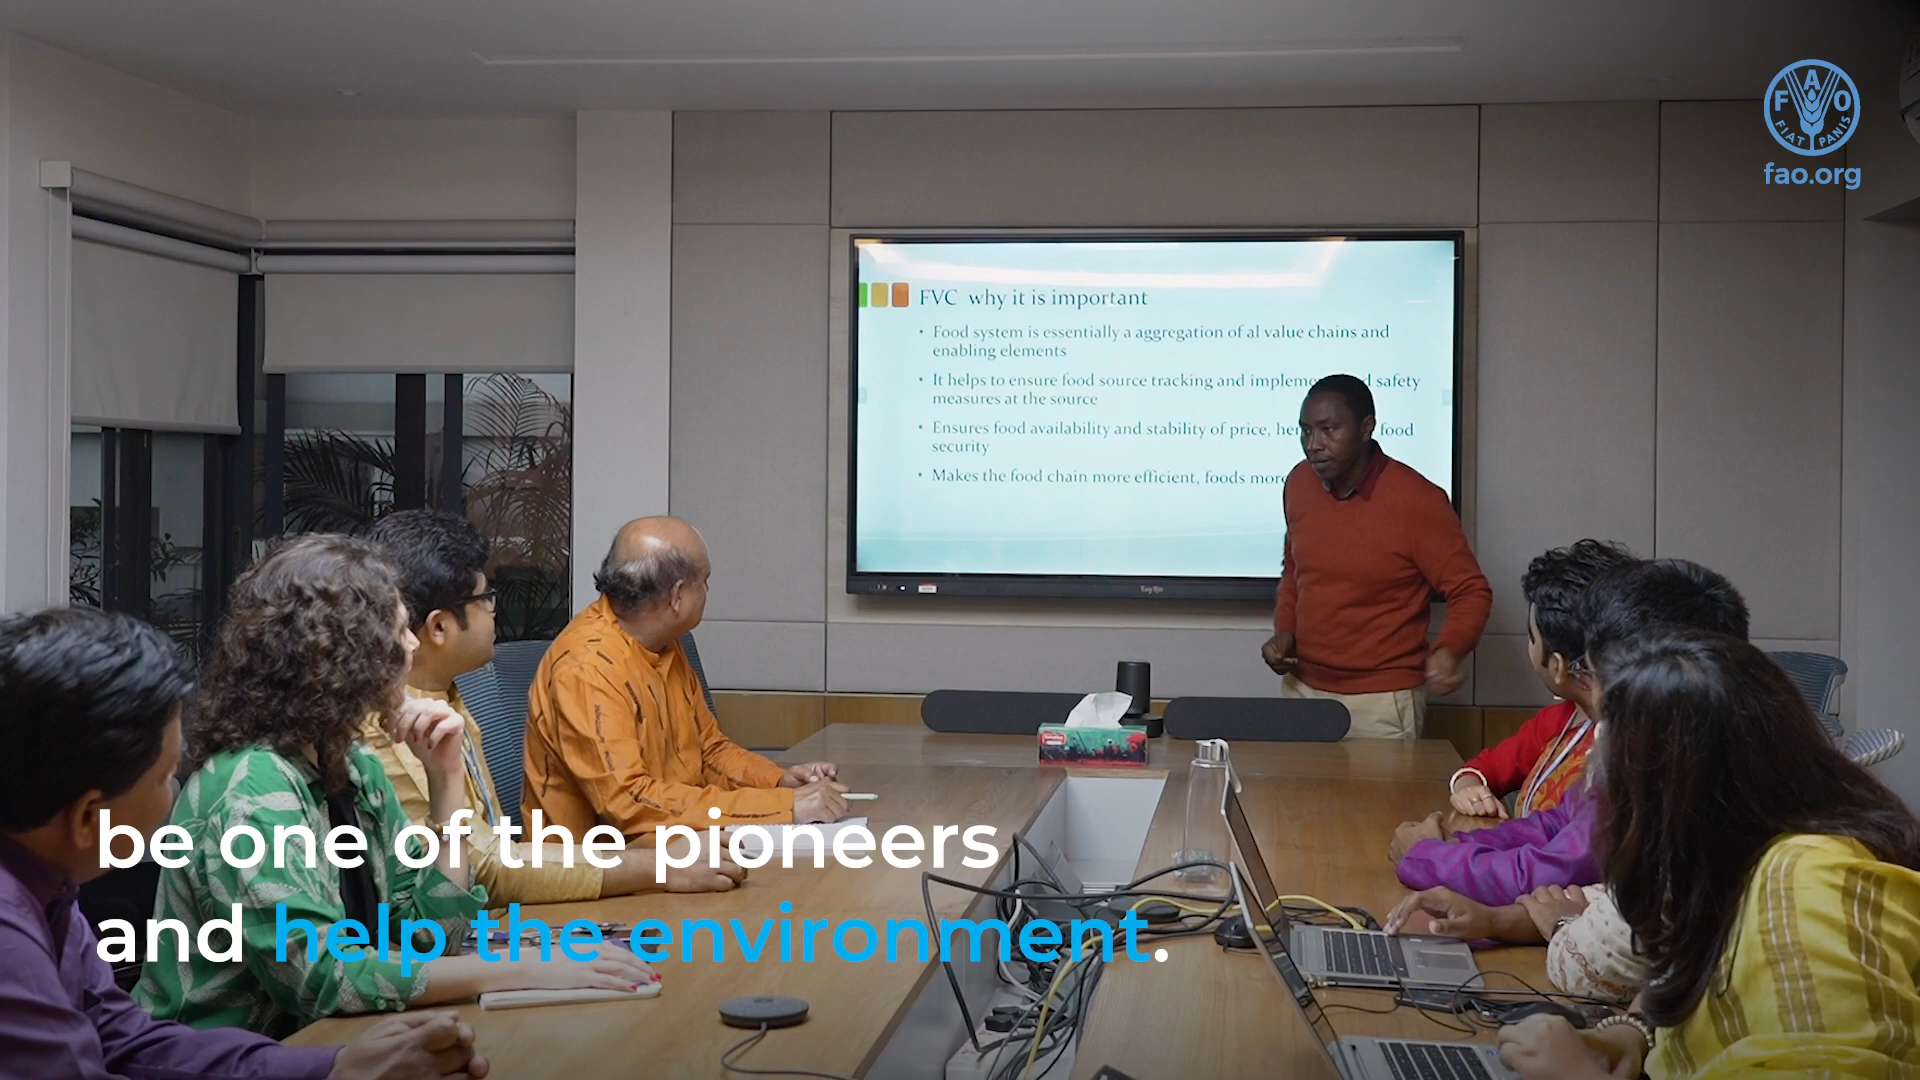 FAO
FIAT PANIS
fao.org
FVC why it is important
• Food system is essentially a aggregation of al value chains and
enabling elements
• It helps to ensure food source tracking and safety
measures at the source
• Ensures food availability and stability of price, food
security
• Makes the food chain more efficient, foods
be one of the pioneers
and help the environment.